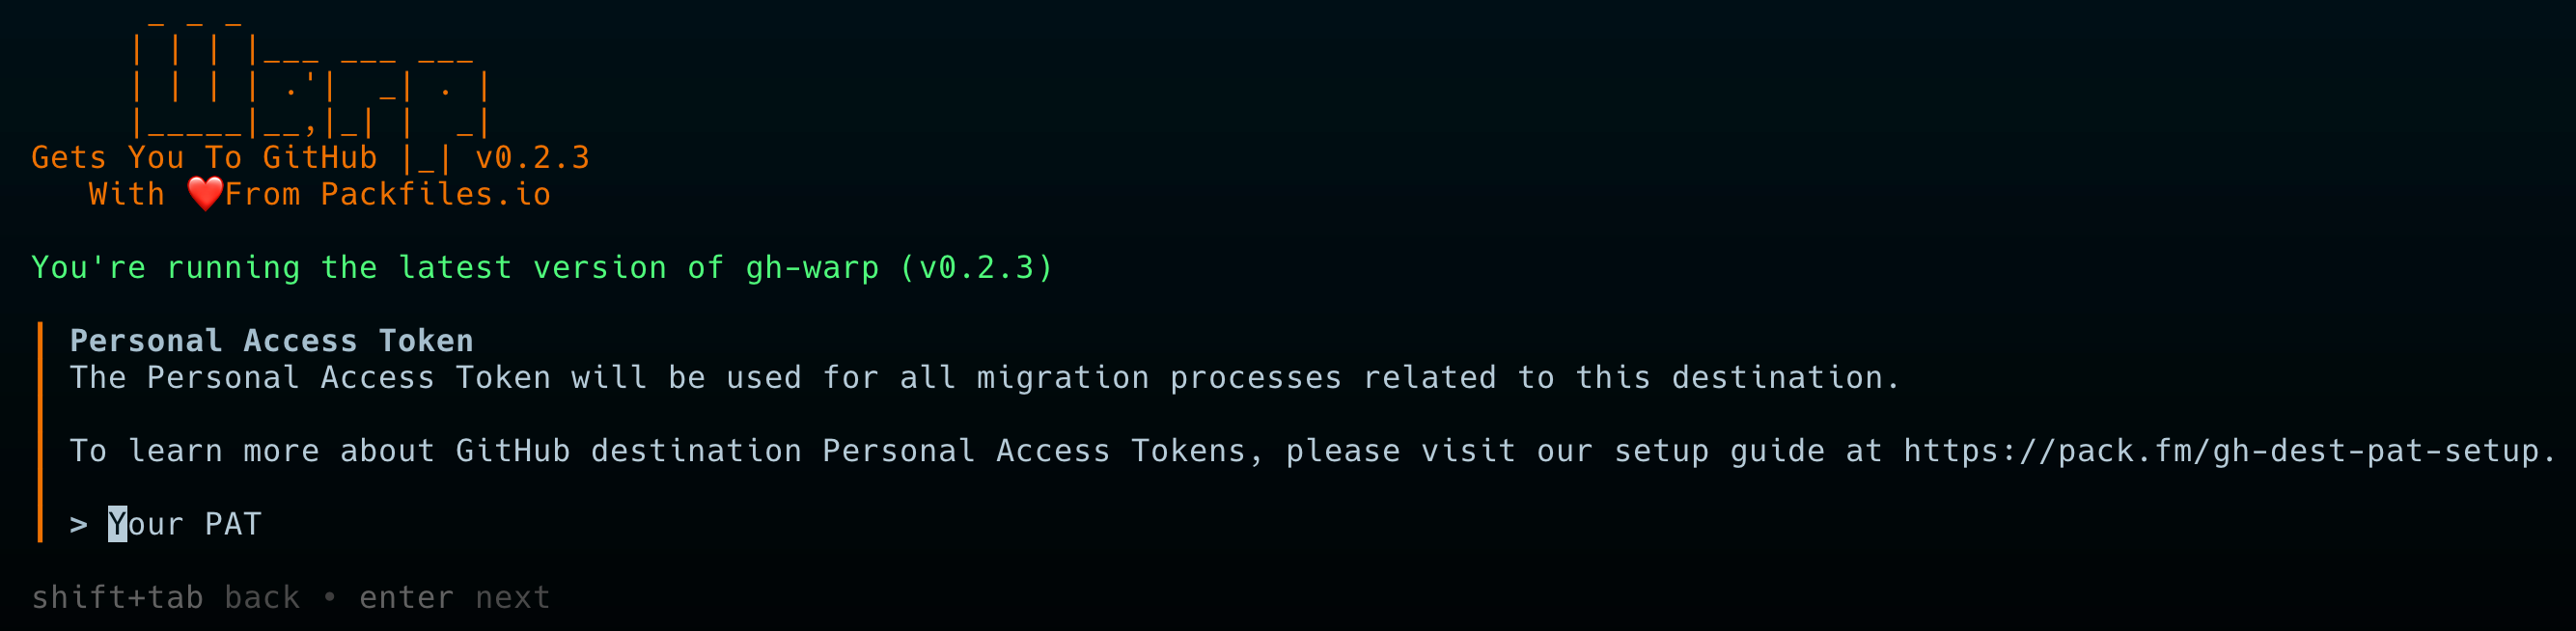 Warp
Gets You To GitHub v0.2.3
With ❤️From Packfiles.io
You're running the latest version of gh-warp (v0.2.3)
Personal Access Token
The Personal Access Token will be used for all migration processes related to this destination.
To learn more about GitHub destination Personal Access Tokens, please visit our setup guide at https://pack.fm/gh-dest-pat-setup.
> Your PAT
shift+tab back • enter next